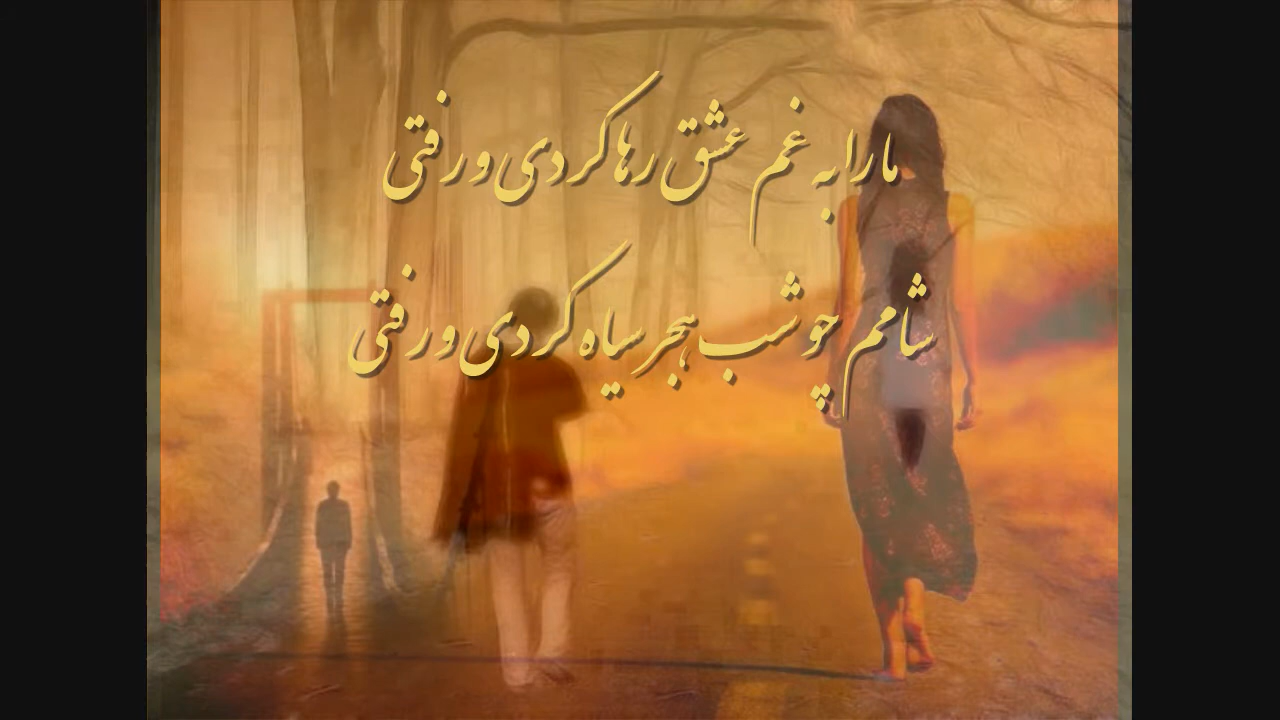 ما را به غم عشق رها کردی و رفتی
شامم چو شب هجر سیاه کردی و رفتی